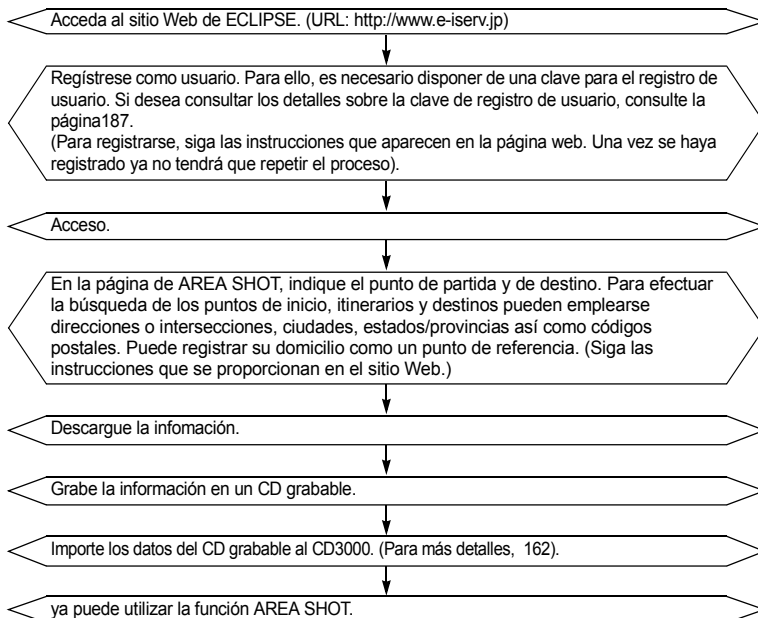 Acceda al sitio Web de ECLIPSE. (URL: http://www.e-iserv.jp)
Regístrese como usuario. Para ello, es necesario disponer de una clave para el registro de
usuario. Si desea consultar los detalles sobre la clave de registro de usuario, consulte la
página187.
(Para registrarse, siga las instrucciones que aparecen en la página web. Una vez se haya
registrado ya no tendrá que repetir el proceso).
Acceso.
En la página de AREA SHOT, indique el punto de partida y de destino. Para efectuar
la búsqueda de los puntos de inicio, itinerarios y destinos pueden emplearse
direcciones o intersecciones, ciudades, estados/provincias así como códigos
postales. Puede registrar su domicilio como un punto de referencia. (Siga las
instrucciones que se proporcionan en el sitio Web.)
Descargue la infomación.
Grabe la información en un CD grabable.
Importe los datos del CD grabable al CD3000. (Para más detalles, 162).
ya puede utilizar la función AREA SHOT.